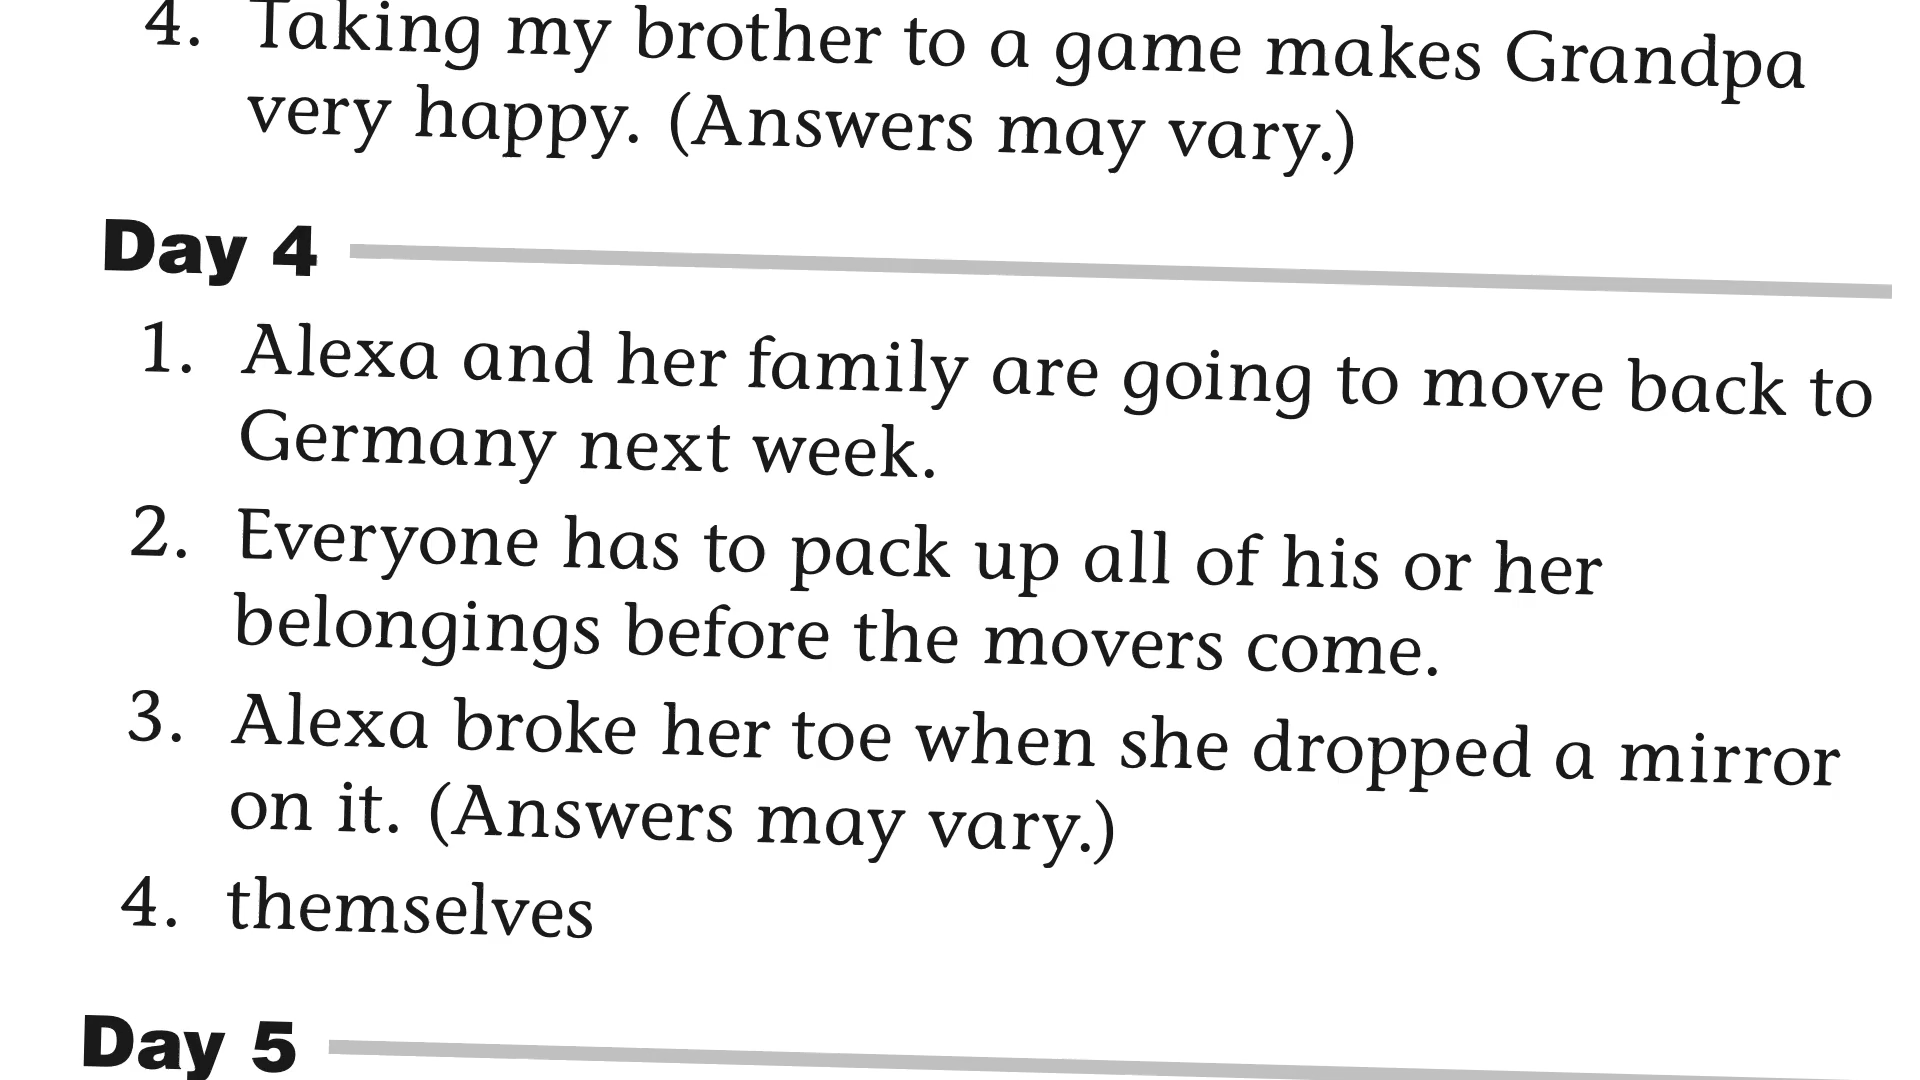 4. Taking my brother to a game makes Grandpa
very happy. (Answers may vary.)
Day 4
1. Alexa and her family are going to move back to
Germany next week.
2. Everyone has to pack up all of his or her
belongings before the movers come.
3. Alexa broke her toe when she dropped a mirror
on it. (Answers may vary.)
4. themselves
Day 5